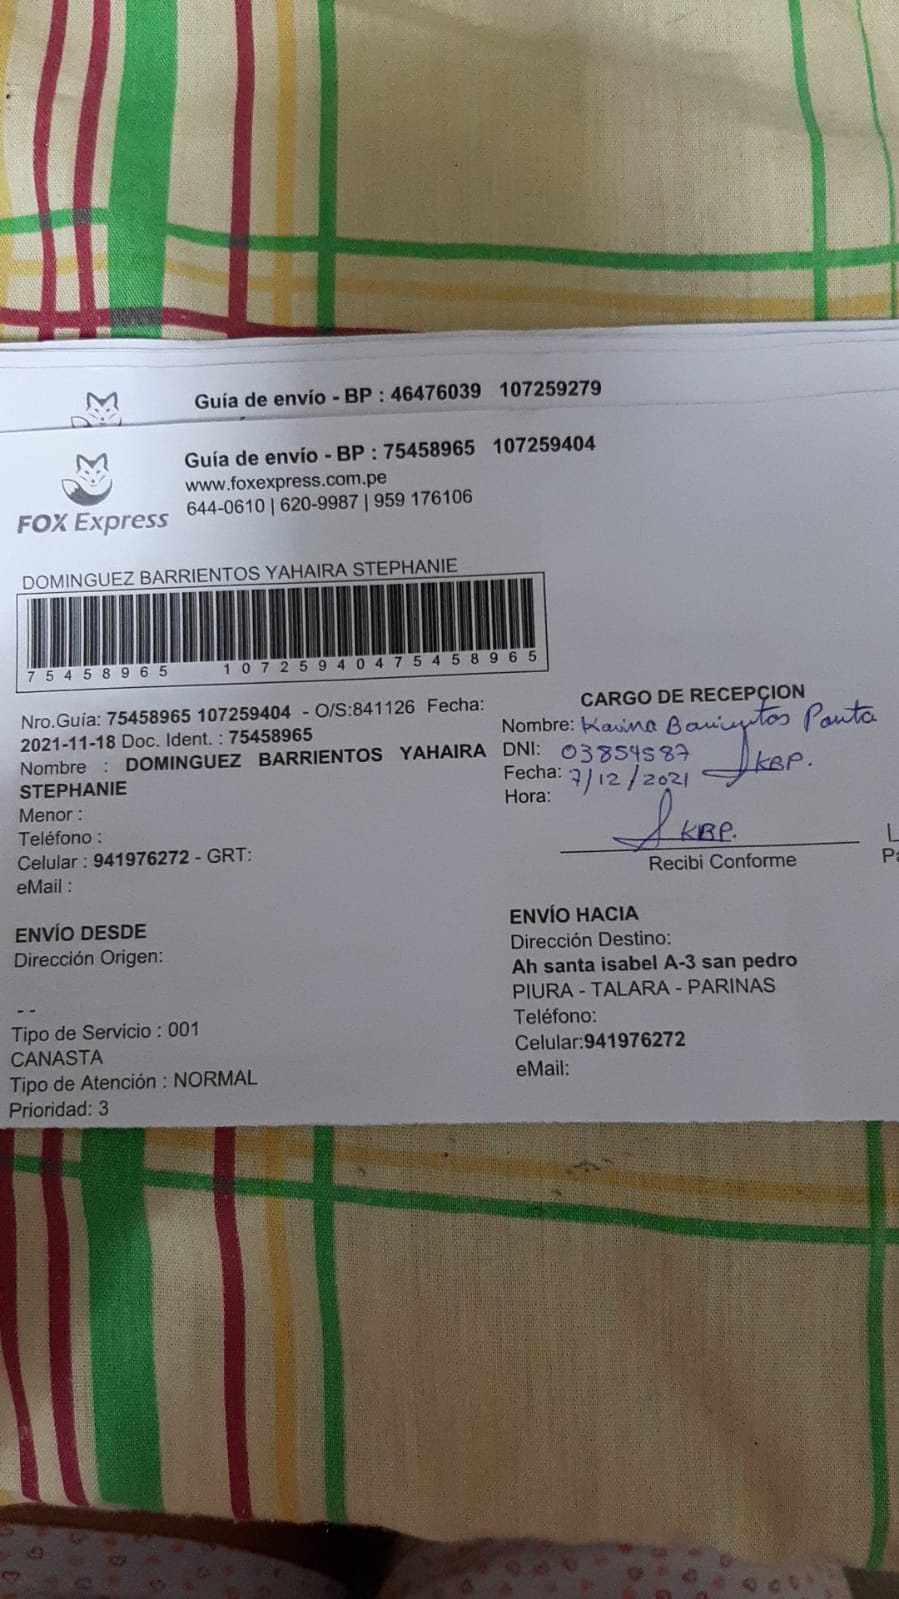 Guía de envío - BP : 46476039 107259279
Guía de envío - BP : 75458965 107259404
www.foxexpress.com.pe
644-0610 | 620-9987 | 959 176106
FOX Express
DOMINGUEZ BARRIENTOS YAHAIRA STEPHANIE
75458965 10725940475458965
Nro.Guía: 75458965 107259404 - O/S:841126 Fecha:
2021-11-18 Doc. Ident. : 75458965
Nombre : DOMINGUEZ BARRIENTOS YAHAIRA
STEPHANIE
Menor :
Teléfono :
Celular : 941976272 - GRT:
eMail :
CARGO DE RECEPCION
Nombre: Karina Barrientos Panta
DNI: 03854587
KBP.
Fecha: 7/12/2021
Hora:
KBP.
Recibi Conforme
ENVÍO DESDE
Dirección Origen:
- -
Tipo de Servicio : 001
CANASTA
Tipo de Atención : NORMAL
Prioridad: 3
ENVÍO HACIA
Dirección Destino:
Ah santa isabel A-3 san pedro
PIURA - TALARA - PARINAS
Teléfono:
Celular:941976272
eMail: